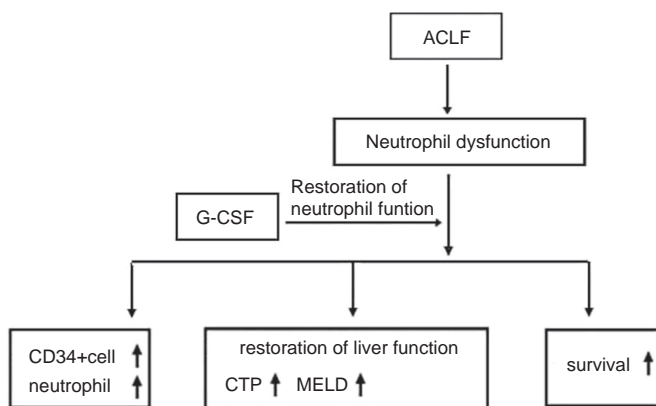 ACLF
Neutrophil dysfunction
Restoration of
neutrophil funtion
G-CSF
CD34+cell ↑
neutrophil ↑
restoration of liver function
CTP ↑ MELD ↑
survival ↑